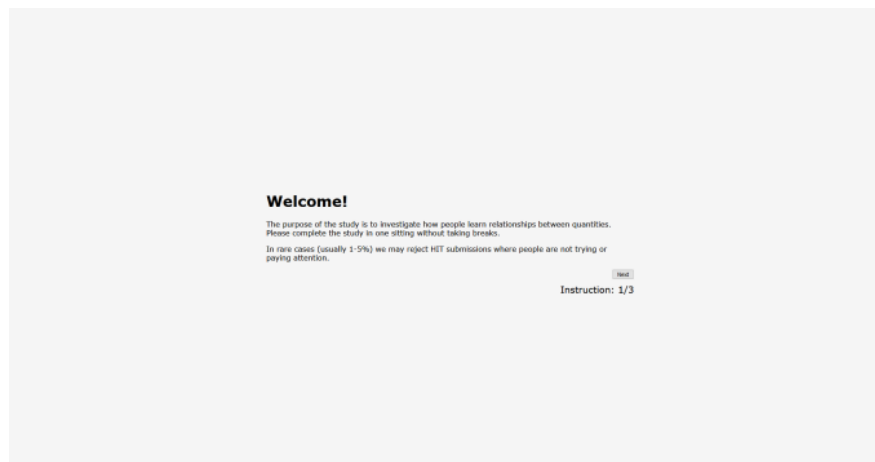 Welcome!
The purpose of the study is to investigate how people learn relationships between quantities.
Please complete the study in one sitting without taking breaks.
In rare cases (usually 1-5%) we may reject HIT submissions where people are not trying or
paying attention.
Next
Instruction: 1/3